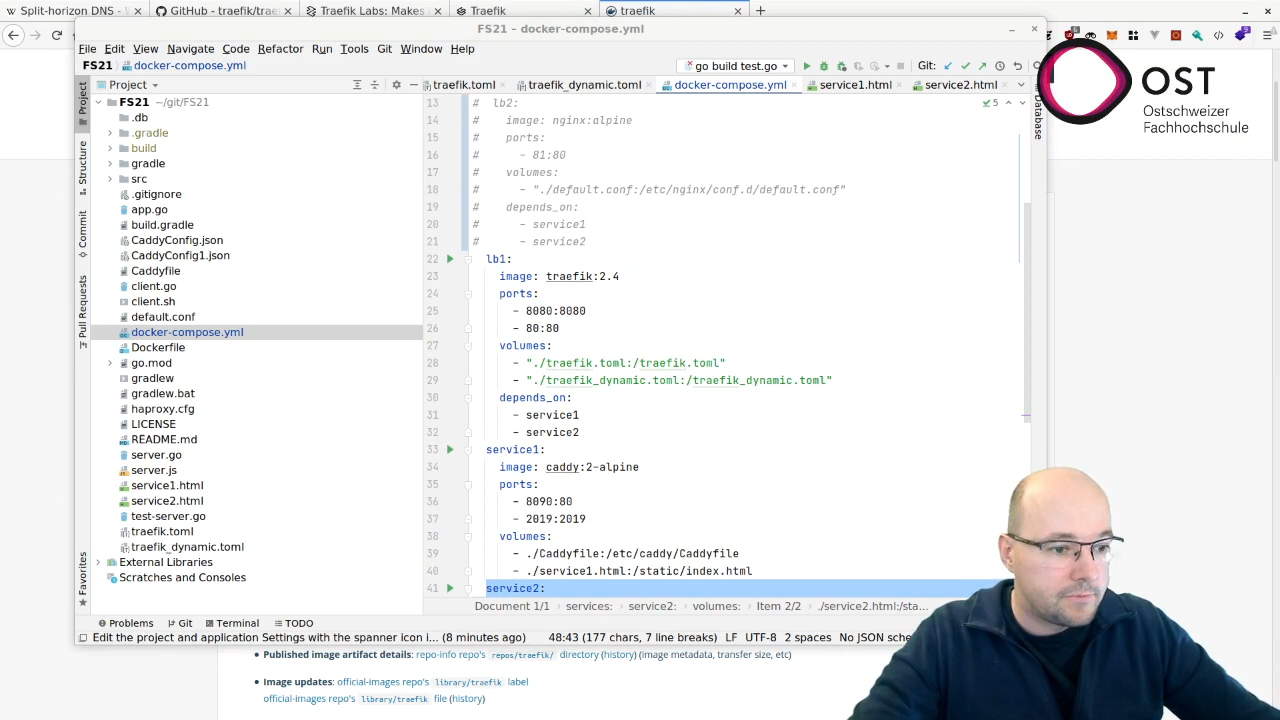 Split-horizon DNS - W
GitHub - traefik/trae
Traefik Labs: Makes
Traefik
traefik
FS21 – docker-compose.yml
File Edit View Navigate Code Refactor Run Tools Git Window Help
FS21 docker-compose.yml
go build test.go
Git:
Project
traefik.toml
traefik_dynamic.toml
docker-compose.yml
service1.html
service2.html
OST
Ostschweizer
Fachhochschule
Project
Structure
Commit
Pull Requests
Favorites
Database
FS21 ~/git/FS21
.db
.gradle
build
gradle
src
.gitignore
app.go
build.gradle
CaddyConfig.json
CaddyConfig1.json
Caddyfile
client.go
client.sh
default.conf
docker-compose.yml
Dockerfile
go.mod
gradlew
gradlew.bat
haproxy.cfg
LICENSE
README.md
server.go
server.js
service1.html
service2.html
test-server.go
traefik.toml
traefik_dynamic.toml
External Libraries
Scratches and Consoles
5
13 #  lb2:
14 #    image: nginx:alpine
15 #    ports:
16 #      - 81:80
17 #    volumes:
18 #      - "./default.conf:/etc/nginx/conf.d/default.conf"
19 #    depends_on:
20 #      - service1
21 #      - service2
22   lb1:
23     image: traefik:2.4
24     ports:
25       - 8080:8080
26       - 80:80
27     volumes:
28       - "./traefik.toml:/traefik.toml"
29       - "./traefik_dynamic.toml:/traefik_dynamic.toml"
30     depends_on:
31       - service1
32       - service2
33   service1:
34     image: caddy:2-alpine
35     ports:
36       - 8090:80
37       - 2019:2019
38     volumes:
39       - ./Caddyfile:/etc/caddy/Caddyfile
40       - ./service1.html:/static/index.html
41   service2:
Document 1/1 services: service2: volumes: Item 2/2 ./service2.html:/sta...
Problems Git Terminal TODO
Edit the project and application Settings with the spanner icon i... (8 minutes ago) 48:43 (177 chars, 7 line breaks) LF UTF-8 2 spaces No JSON sche
Published image artifact details: repo-info repo's repos/traefik/ directory (history) (image metadata, transfer size, etc)
Image updates: official-images repo's library/traefik label
official-images repo's library/traefik file (history)